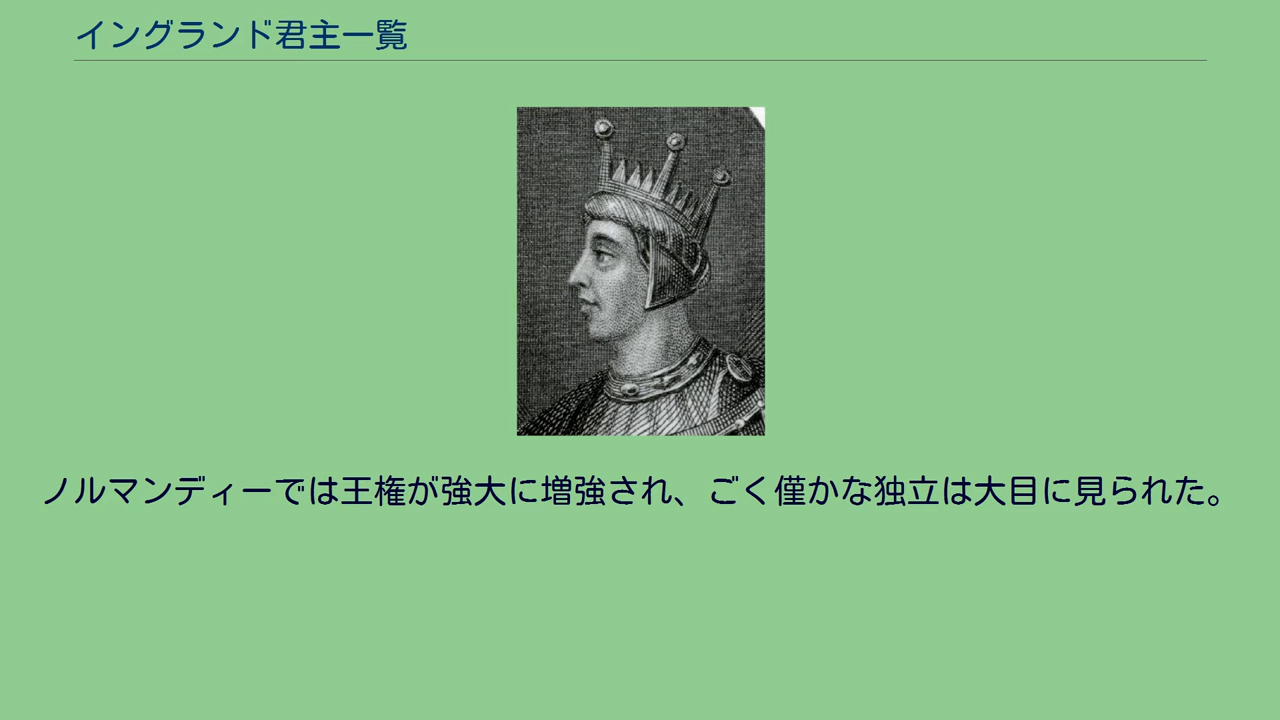 イングランド君主一覧
ノルマンディーでは王権が強大に増強され、ごく僅かな独立は大目に見られた。